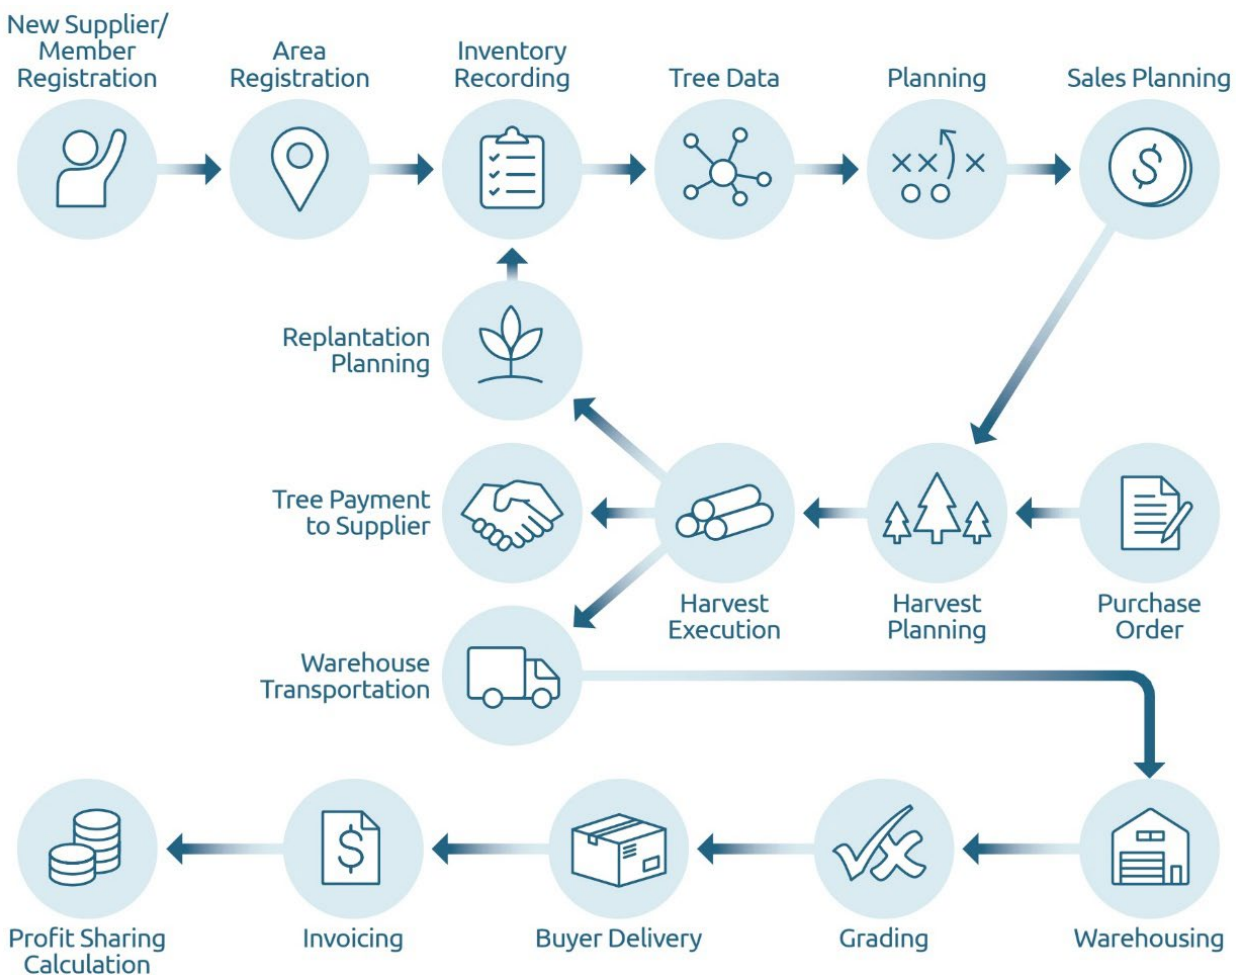 New Supplier/
Member
Registration
Area
Registration
Inventory
Recording
Tree Data
Planning
Sales Planning
$
Replantation
Planning
Tree Payment
to Supplier
Harvest
Execution
Harvest
Planning
Purchase
Order
Warehouse
Transportation
$
Profit Sharing
Calculation
Invoicing
Buyer Delivery
Grading
Warehousing